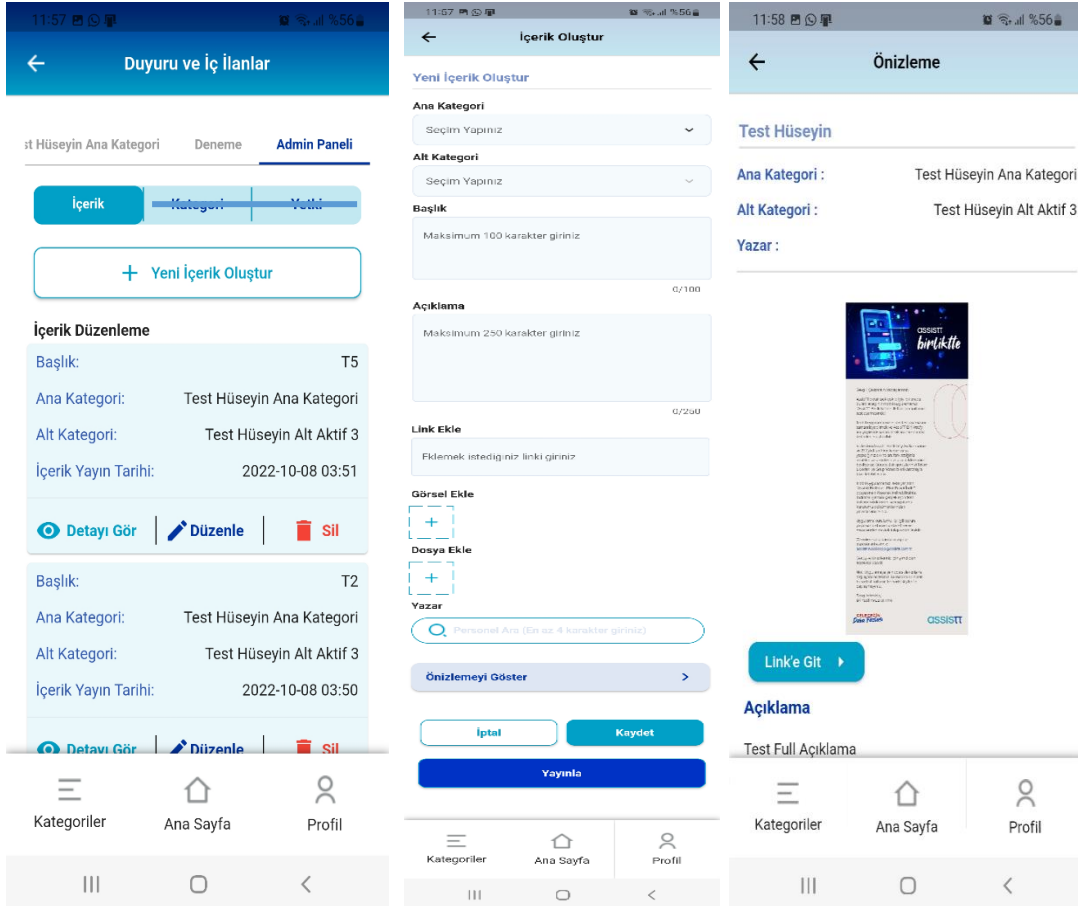 11:57 %56
Duyuru ve İç İlanlar
st Hüseyin Ana Kategori Deneme Admin Paneli
İçerik Kategori Yetki
+ Yeni İçerik Oluştur
İçerik Düzenleme
Başlık: T5
Ana Kategori: Test Hüseyin Ana Kategori
Alt Kategori: Test Hüseyin Alt Aktif 3
İçerik Yayın Tarihi: 2022-10-08 03:51
Detayı Gör Düzenle Sil
Başlık: T2
Ana Kategori: Test Hüseyin Ana Kategori
Alt Kategori: Test Hüseyin Alt Aktif 3
İçerik Yayın Tarihi: 2022-10-08 03:50
Detayı Gör Düzenle Sil
Kategoriler Ana Sayfa Profil
11:57 %56
İçerik Oluştur
Yeni İçerik Oluştur
Ana Kategori
Seçim Yapınız
Alt Kategori
Seçim Yapınız
Başlık
Maksimum 100 karakter giriniz
0/100
Açıklama
Maksimum 250 karakter giriniz
0/250
Link Ekle
Eklemek istediginiz linki giriniz
Görsel Ekle
+
Dosya Ekle
+
Yazar
Personel Ara (En az 4 karakter giriniz)
Önizlemeyi Göster
İptal Kaydet
Yayınla
Kategoriler Ana Sayfa Profil
11:58 %56
Önizleme
Test Hüseyin
Ana Kategori : Test Hüseyin Ana Kategori
Alt Kategori : Test Hüseyin Alt Aktif 3
Yazar :
assıstt
birlikte
assıstt
Link'e Git
Açıklama
Test Full Açıklama
Kategoriler Ana Sayfa Profil